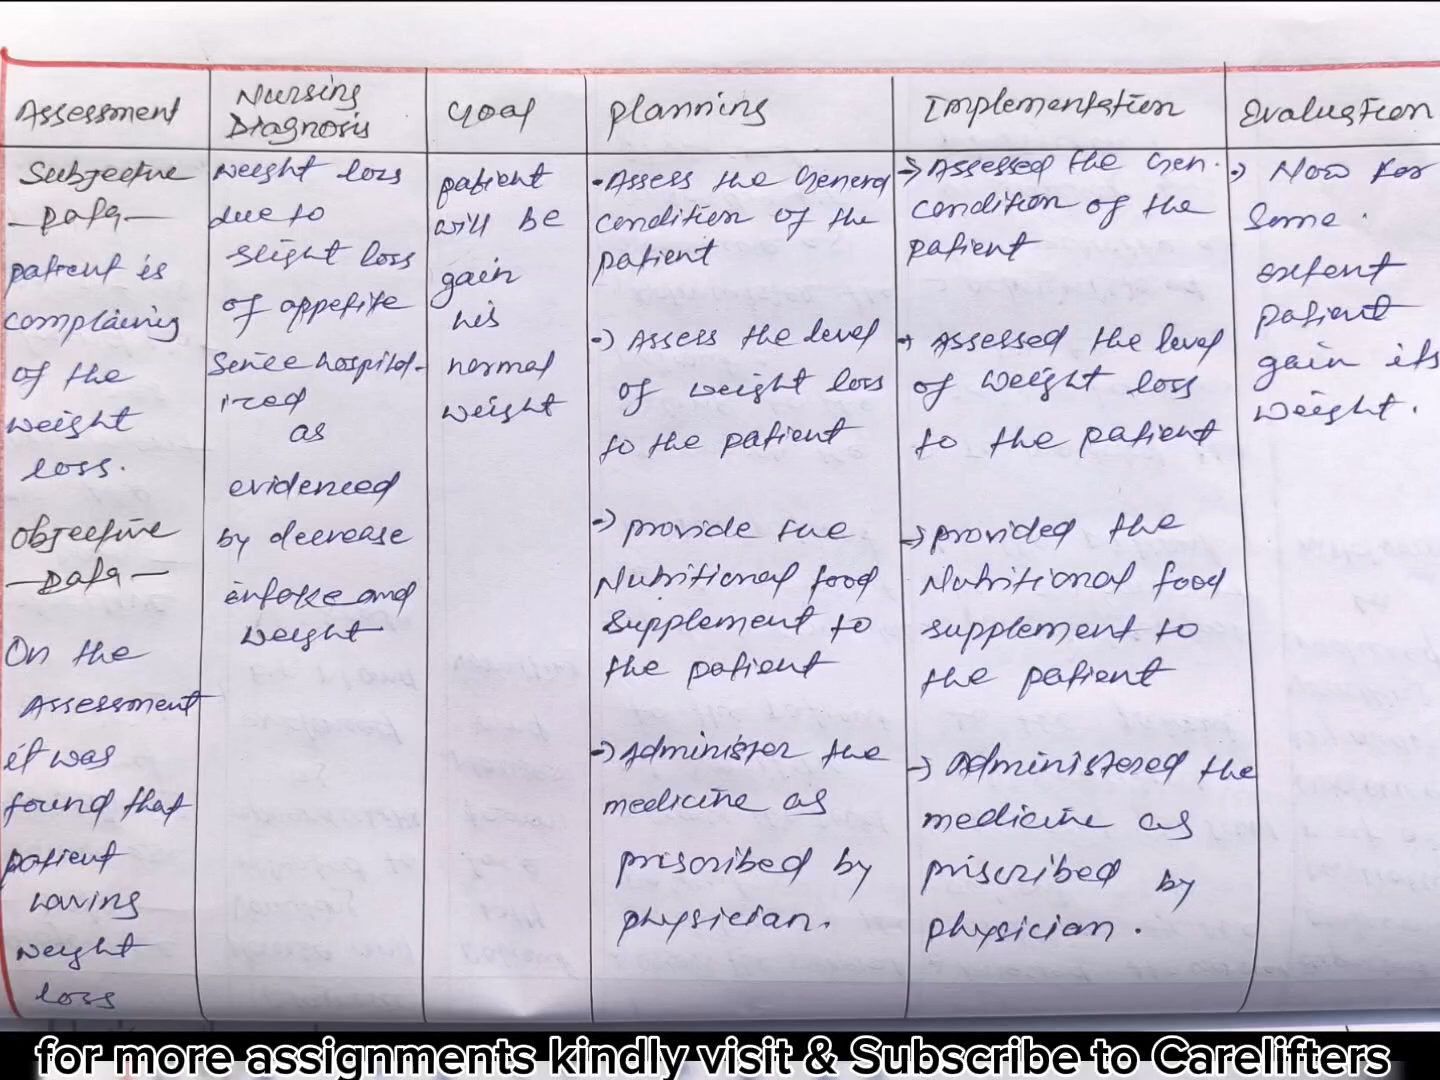 Assessment
Subjective
Data
patient is
complaining
of the
weight
loss.
Objective
Data
On the
Assessment
it was
found that
patient
having
weight
loss
Nursing
Diagnosis
weight loss
due to
slight loss
of appetite
as
evidenced
by decrease
intake and
weight
Goal
patient
will be
gain
his
normal
weight
Planning
Assess the General
condition of the
patient
Assess the level
of weight loss
to the patient
provide the
Nutritional food
Supplement to
the patient
Administer the
medicine as
priscribed by
physician.
Implementation
Assessed the Gen.
condition of the
patient
Assessed the level
of weight loss
to the patient
provided the
Nutritional food
supplement to
the patient
Administered the
medicine as
priscribed by
physician.
Evaluation
Now for
Some
extent
patient
gain its
weight.
for more assignments kindly visit & Subscribe to Carelifters